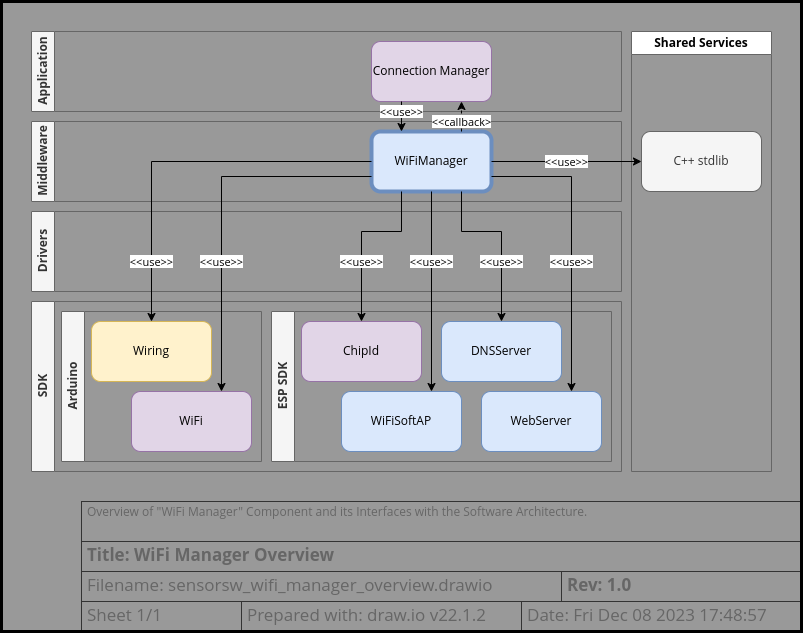 Application
Connection Manager
Shared Services
<<use>>
<<callback>
Middleware
WiFiManager
<<use>>
C++ stdlib
Drivers
<<use>>
<<use>>
<<use>>
<<use>>
<<use>>
<<use>>
SDK
Arduino
Wiring
WiFi
ESP SDK
ChipId
DNSServer
WiFiSoftAP
WebServer
Overview of "WiFi Manager" Component and its Interfaces with the Software Architecture.
Title: WiFi Manager Overview
Filename: sensorsw_wifi_manager_overview.drawio
Rev: 1.0
Sheet 1/1
Prepared with: draw.io v22.1.2
Date: Fri Dec 08 2023 17:48:57